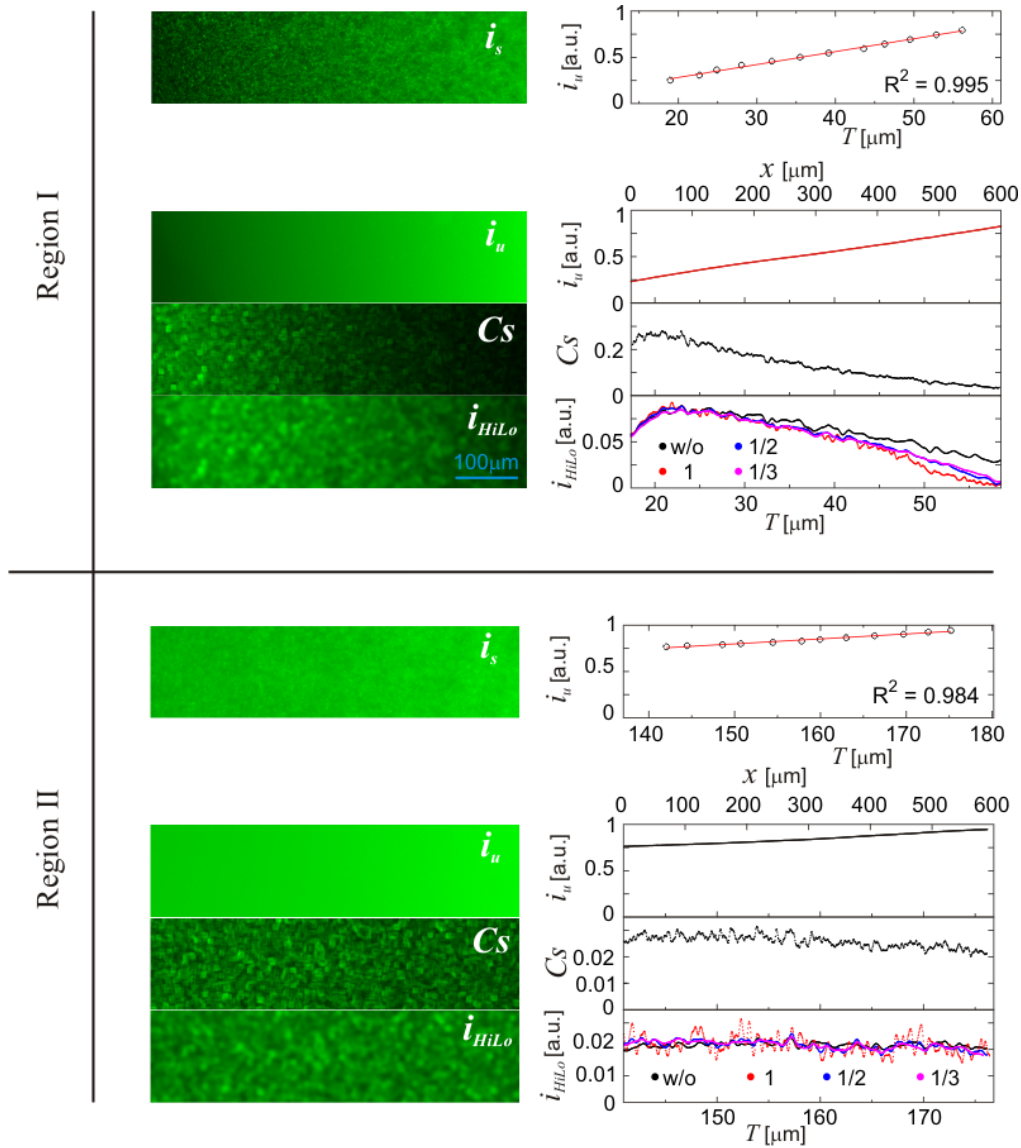 Region I
i_s
i_u
Cs
i_HiLo
100μm
i_u [a.u.]
1
0.5
0
R² = 0.995
20 30 40 50 60
T [μm]
x [μm]
0 100 200 300 400 500 600
i_u [a.u.]
1
0.5
0
Cs
0.2
0
i_HiLo [a.u.]
0.05
0
w/o 1/2
1 1/3
20 30 40 50
T [μm]
Region II
i_s
i_u
Cs
i_HiLo
i_u [a.u.]
1
0.5
0
R² = 0.984
140 150 160 170 180
T [μm]
x [μm]
0 100 200 300 400 500 600
i_u [a.u.]
1
0.5
0
Cs
0.02
0.01
0
i_HiLo [a.u.]
0.02
0.01
0
w/o 1 1/2 1/3
150 160 170
T [μm]